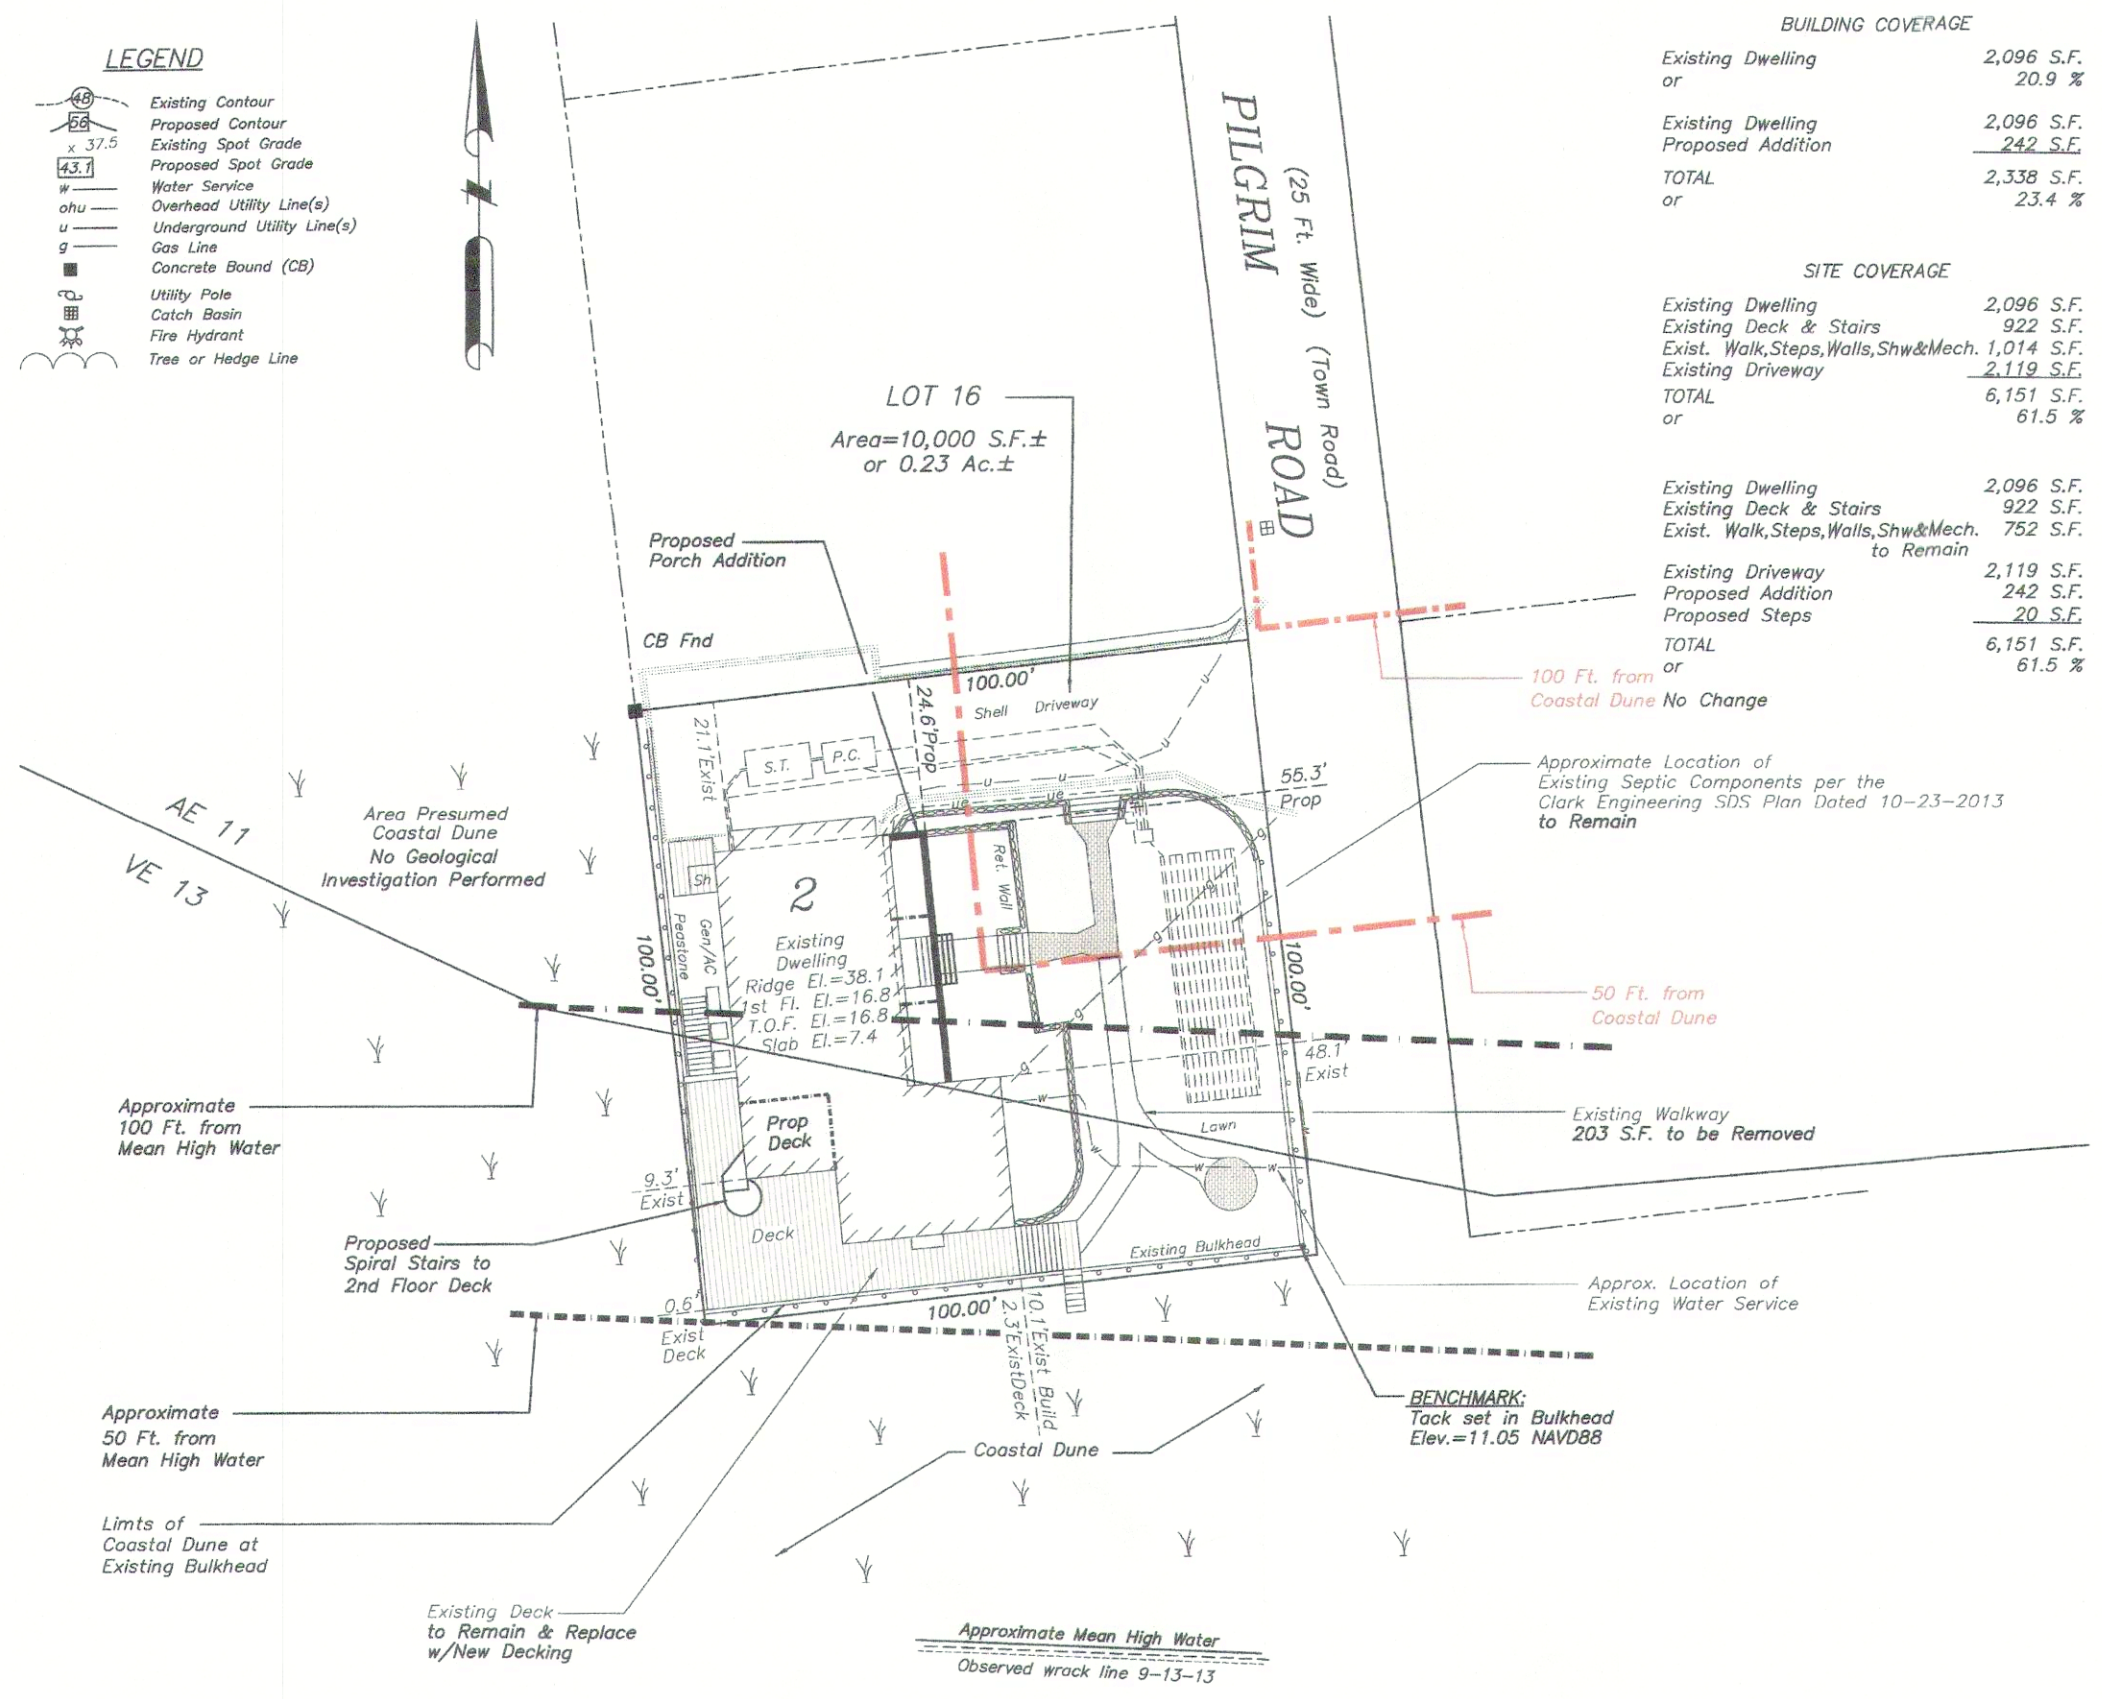 LEGEND
48 Existing Contour
56 Proposed Contour
x 37.5 Existing Spot Grade
43.1 Proposed Spot Grade
w Water Service
ohu Overhead Utility Line(s)
u Underground Utility Line(s)
g Gas Line
Concrete Bound (CB)
Utility Pole
Catch Basin
Fire Hydrant
Tree or Hedge Line
N
BUILDING COVERAGE
Existing Dwelling 2,096 S.F.
or 20.9 %
Existing Dwelling 2,096 S.F.
Proposed Addition 242 S.F.
TOTAL 2,338 S.F.
or 23.4 %
SITE COVERAGE
Existing Dwelling 2,096 S.F.
Existing Deck & Stairs 922 S.F.
Exist. Walk,Steps,Walls,Shw&Mech. 1,014 S.F.
Existing Driveway 2,119 S.F.
TOTAL 6,151 S.F.
or 61.5 %
Existing Dwelling 2,096 S.F.
Existing Deck & Stairs 922 S.F.
Exist. Walk,Steps,Walls,Shw&Mech. 752 S.F.
to Remain
Existing Driveway 2,119 S.F.
Proposed Addition 242 S.F.
Proposed Steps 20 S.F.
TOTAL 6,151 S.F.
or 61.5 %
No Change
PILGRIM ROAD
(25 Ft. Wide) (Town Road)
LOT 16
Area=10,000 S.F.±
or 0.23 Ac.±
Proposed
Porch Addition
CB Fnd
100.00'
Shell Driveway
24.6'Prop
21.1'Exist
S.T.
P.C.
u
u
u
u
u
ue
ue
55.3'
Prop
100 Ft. from
Coastal Dune
Approximate Location of
Existing Septic Components per the
Clark Engineering SDS Plan Dated 10-23-2013
to Remain
AE 11
VE 13
Area Presumed
Coastal Dune
No Geological
Investigation Performed
Sh
Gen/AC
Peastone
100.00'
2
Existing
Dwelling
Ridge El.=38.1
1st Fl. El.=16.8
T.O.F. El.=16.8
Slab El.=7.4
Ret. Wall
g
g
g
g
g
100.00'
50 Ft. from
Coastal Dune
48.1'
Exist
Approximate
100 Ft. from
Mean High Water
Prop
Deck
w
w
w
w
Lawn
Existing Walkway
203 S.F. to be Removed
9.3'
Exist
Deck
Proposed
Spiral Stairs to
2nd Floor Deck
Existing Bulkhead
Approx. Location of
Existing Water Service
0.6'
Exist
Deck
100.00'
10.1'Exist Build
2.3'ExistDeck
BENCHMARK:
Tack set in Bulkhead
Elev.=11.05 NAVD88
Approximate
50 Ft. from
Mean High Water
Coastal Dune
Limts of
Coastal Dune at
Existing Bulkhead
Existing Deck
to Remain & Replace
w/New Decking
Approximate Mean High Water
Observed wrack line 9-13-13